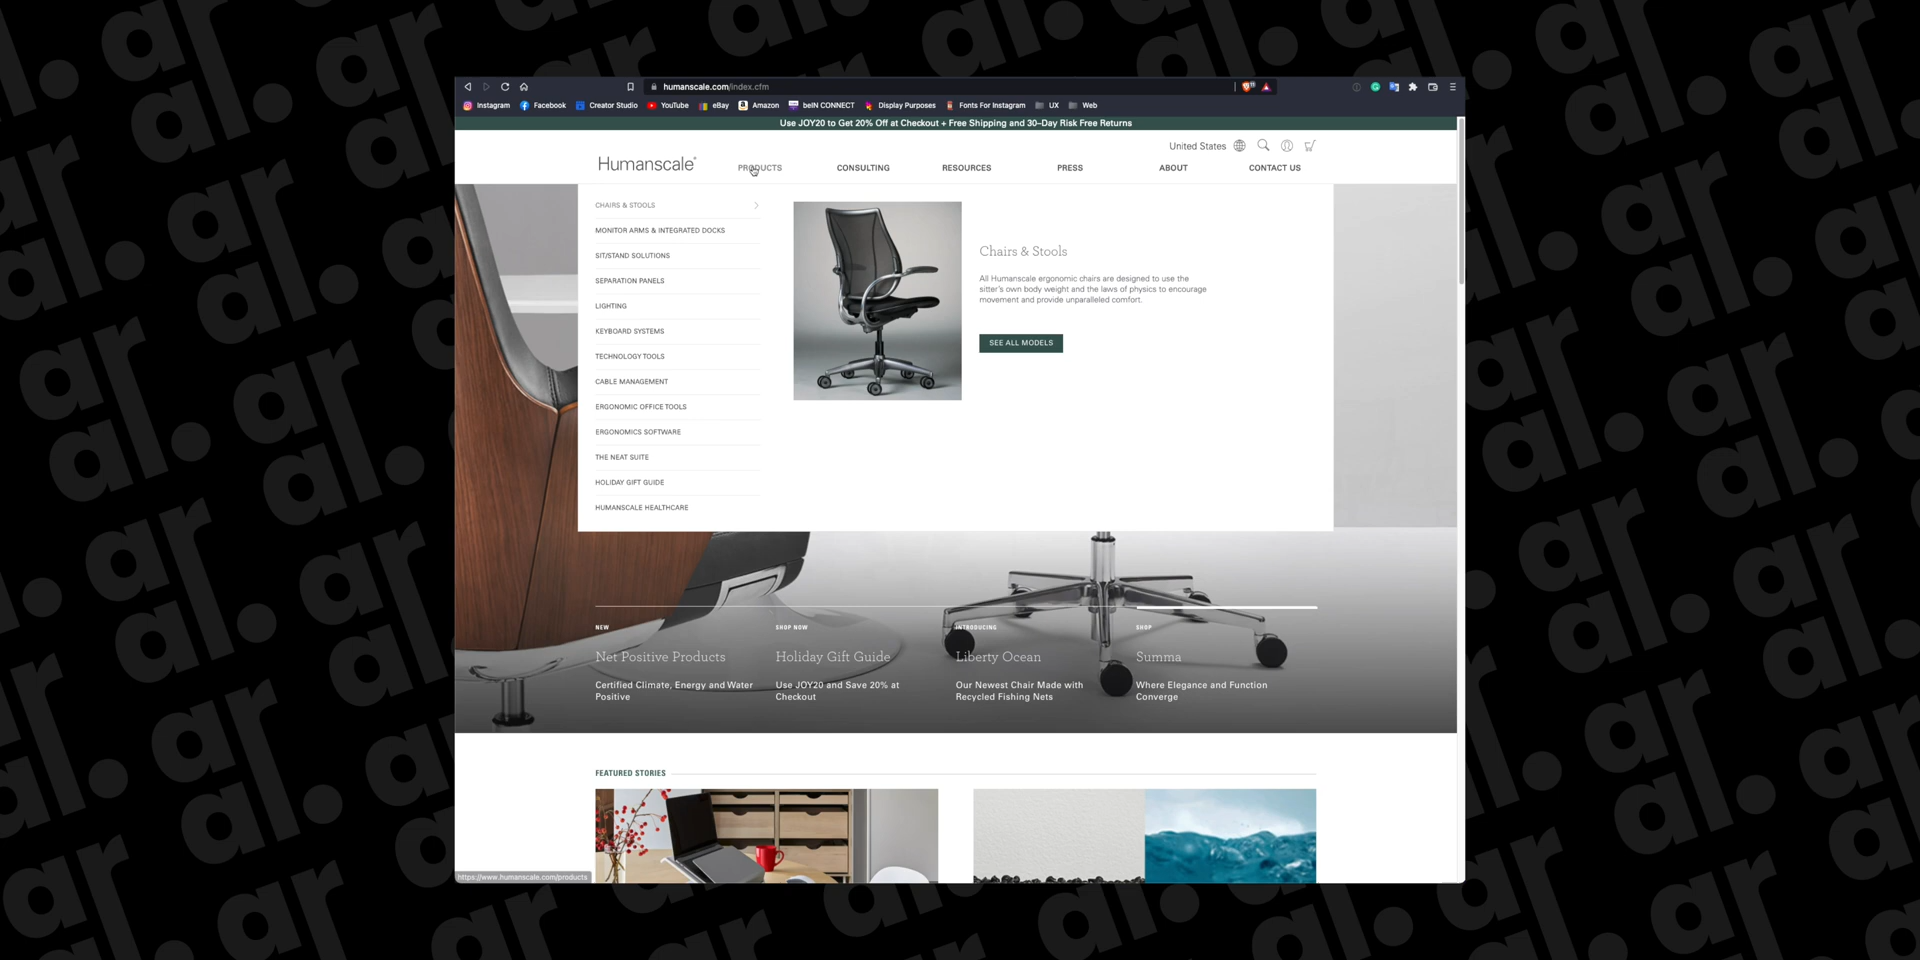 humanscale.com/index.cfm
Instagram Facebook Creator Studio YouTube eBay Amazon beIN CONNECT Display Purposes Fonts For Instagram UX Web
Use JOY20 to Get 20% Off at Checkout + Free Shipping and 30-Day Risk Free Returns
United States
Humanscale®
PRODUCTS CONSULTING RESOURCES PRESS ABOUT CONTACT US
CHAIRS & STOOLS
MONITOR ARMS & INTEGRATED DOCKS
SIT/STAND SOLUTIONS
SEPARATION PANELS
LIGHTING
KEYBOARD SYSTEMS
TECHNOLOGY TOOLS
CABLE MANAGEMENT
ERGONOMIC OFFICE TOOLS
ERGONOMICS SOFTWARE
THE NEAT SUITE
HOLIDAY GIFT GUIDE
HUMANSCALE HEALTHCARE
Chairs & Stools
All Humanscale ergonomic chairs are designed to use the
sitter's own body weight and the laws of physics to encourage
movement and provide unparalleled comfort.
SEE ALL MODELS
NEW
Net Positive Products
Certified Climate, Energy and Water
Positive
SHOP NOW
Holiday Gift Guide
Use JOY20 and Save 20% at
Checkout
INTRODUCING
Liberty Ocean
Our Newest Chair Made with
Recycled Fishing Nets
SHOP
Summa
Where Elegance and Function
Converge
FEATURED STORIES
https://www.humanscale.com/products
ar.